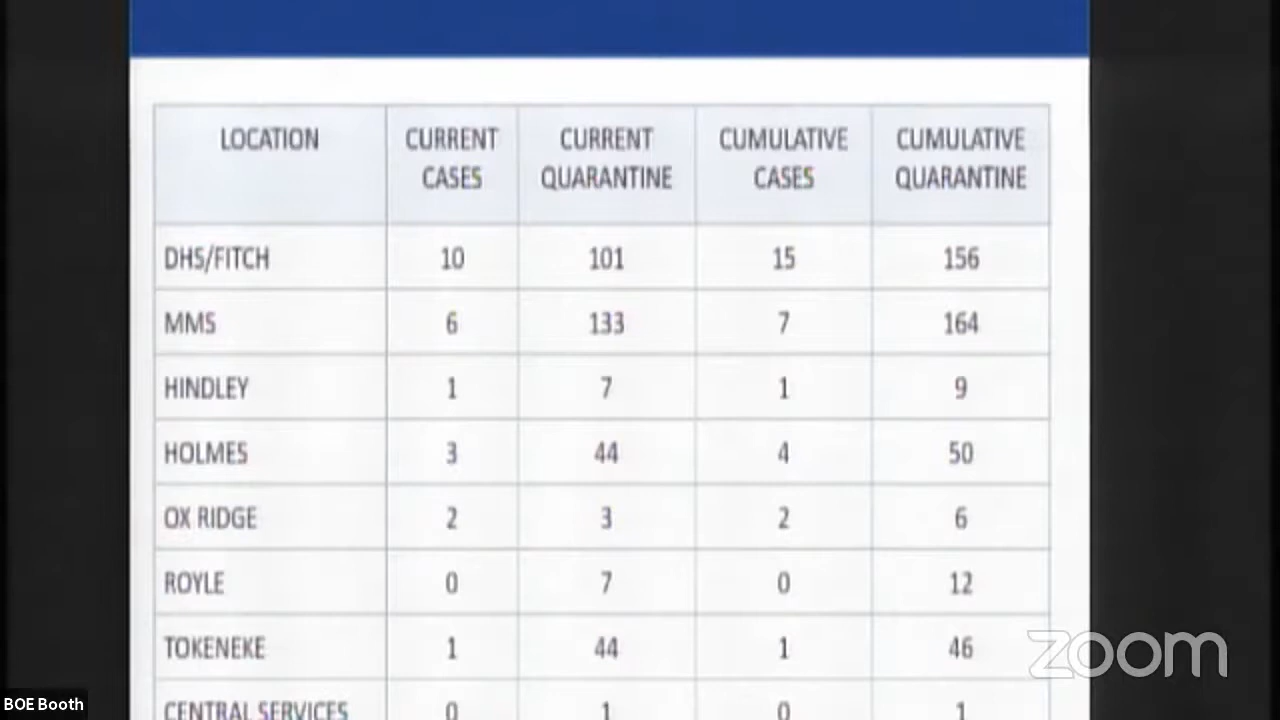 LOCATION CURRENT CASES CURRENT QUARANTINE CUMULATIVE CASES CUMULATIVE QUARANTINE
DHS/FITCH 10 101 15 156
MMS 6 133 7 164
HINDLEY 1 7 1 9
HOLMES 3 44 4 50
OX RIDGE 2 3 2 6
ROYLE 0 7 0 12
TOKENEKE 1 44 1 46
zoom
CENTRAL SERVICES 0 1 0 1
BOE Booth